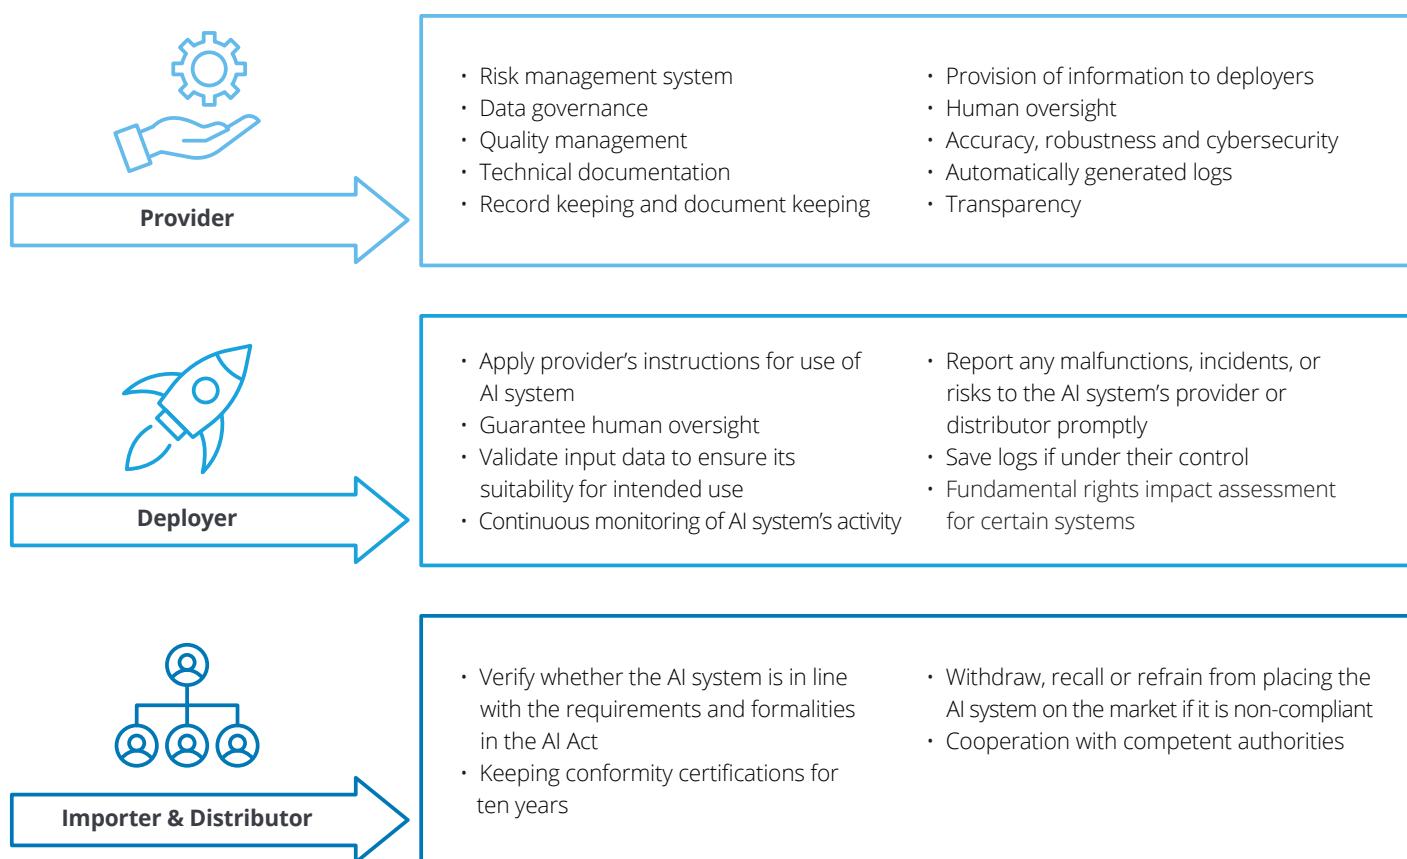 Provider
• Risk management system
• Data governance
• Quality management
• Technical documentation
• Record keeping and document keeping
• Provision of information to deployers
• Human oversight
• Accuracy, robustness and cybersecurity
• Automatically generated logs
• Transparency
Deployer
• Apply provider’s instructions for use of
AI system
• Guarantee human oversight
• Validate input data to ensure its
suitability for intended use
• Continuous monitoring of AI system’s activity
• Report any malfunctions, incidents, or
risks to the AI system’s provider or
distributor promptly
• Save logs if under their control
• Fundamental rights impact assessment
for certain systems
Importer & Distributor
• Verify whether the AI system is in line
with the requirements and formalities
in the AI Act
• Keeping conformity certifications for
ten years
• Withdraw, recall or refrain from placing the
AI system on the market if it is non-compliant
• Cooperation with competent authorities